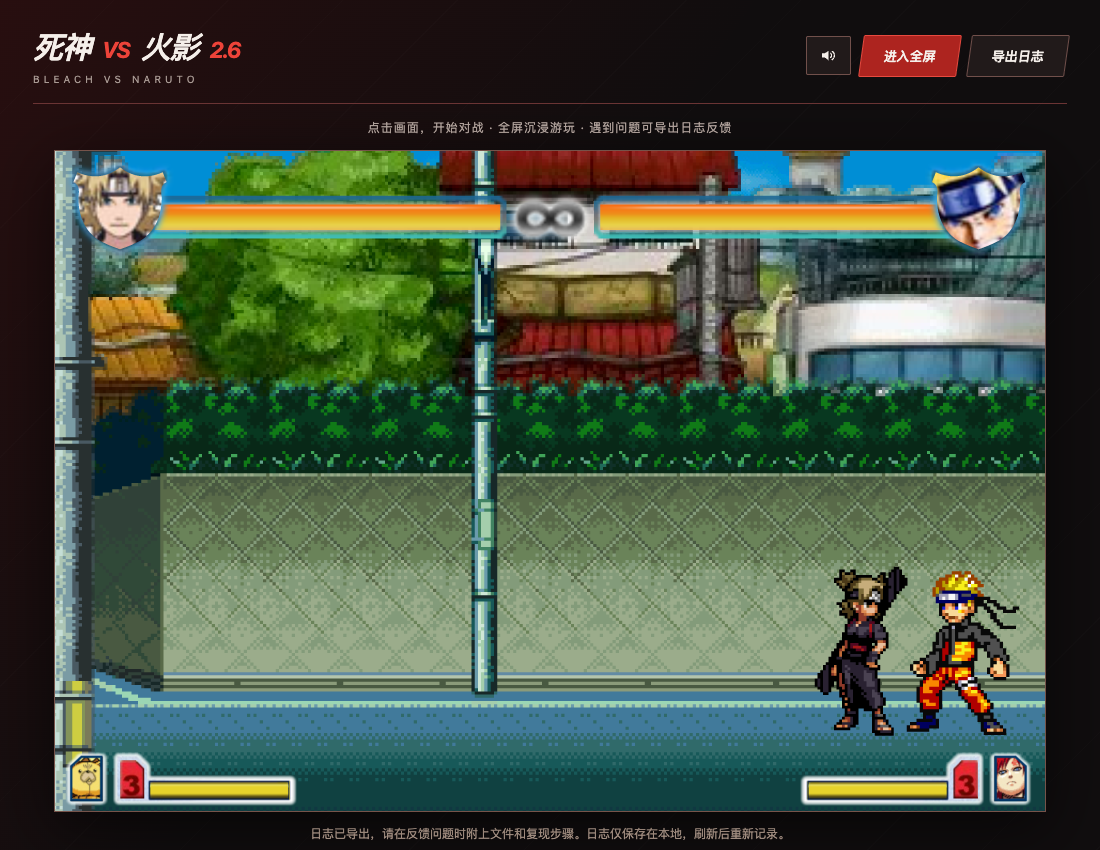 死神 VS 火影 2.6
BLEACH VS NARUTO
进入全屏
导出日志
点击画面，开始对战 · 全屏沉浸游玩 · 遇到问题可导出日志反馈
3
3
日志已导出，请在反馈问题时附上文件和复现步骤。日志仅保存在本地，刷新后重新记录。